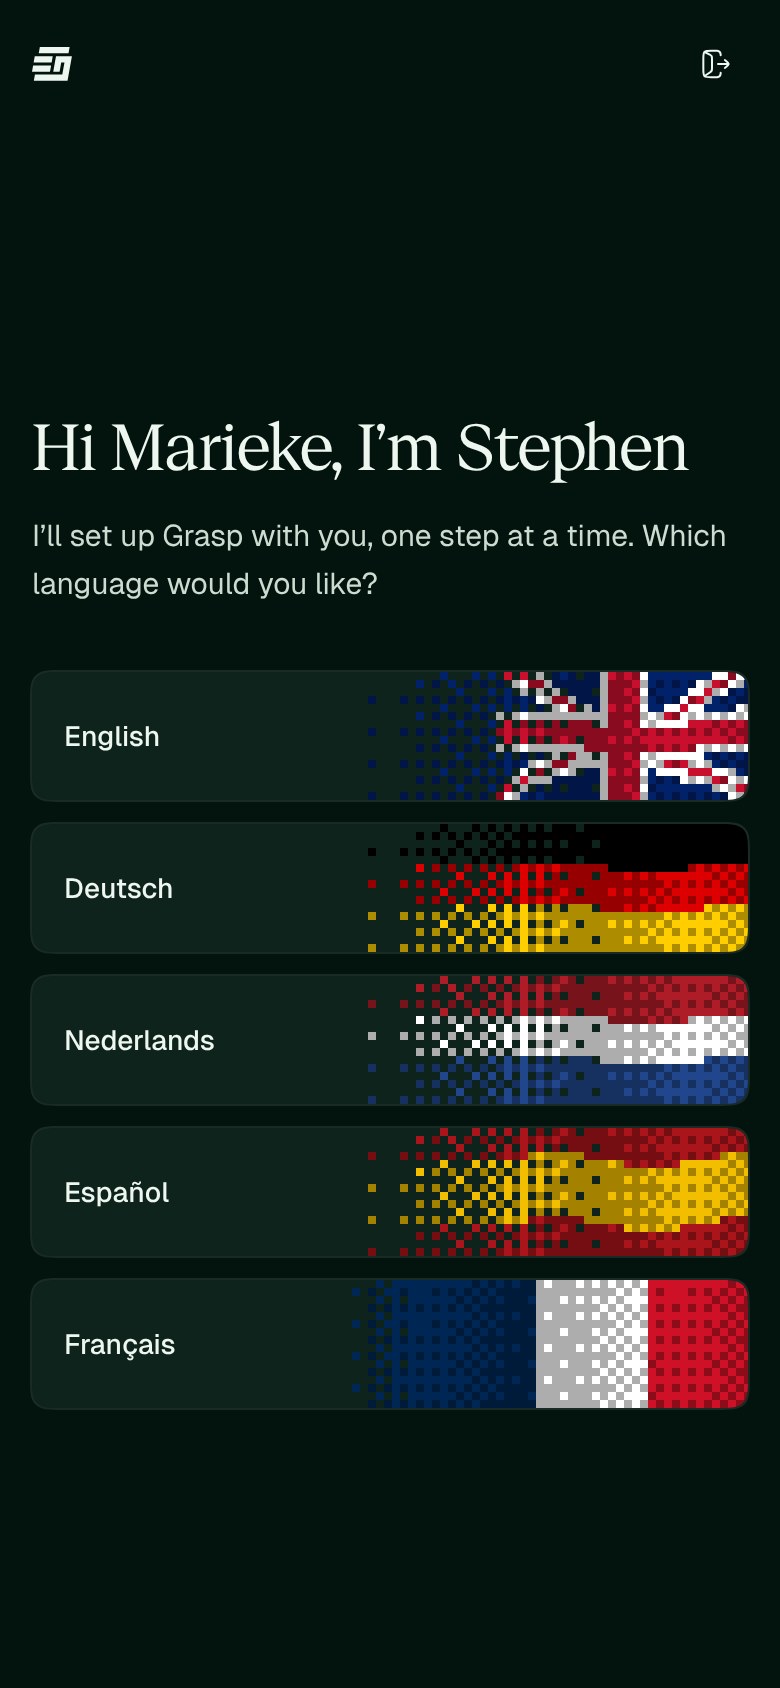 Hi Marieke, I’m Stephen
I’ll set up Grasp with you, one step at a time. Which
language would you like?
English
Deutsch
Nederlands
Español
Français